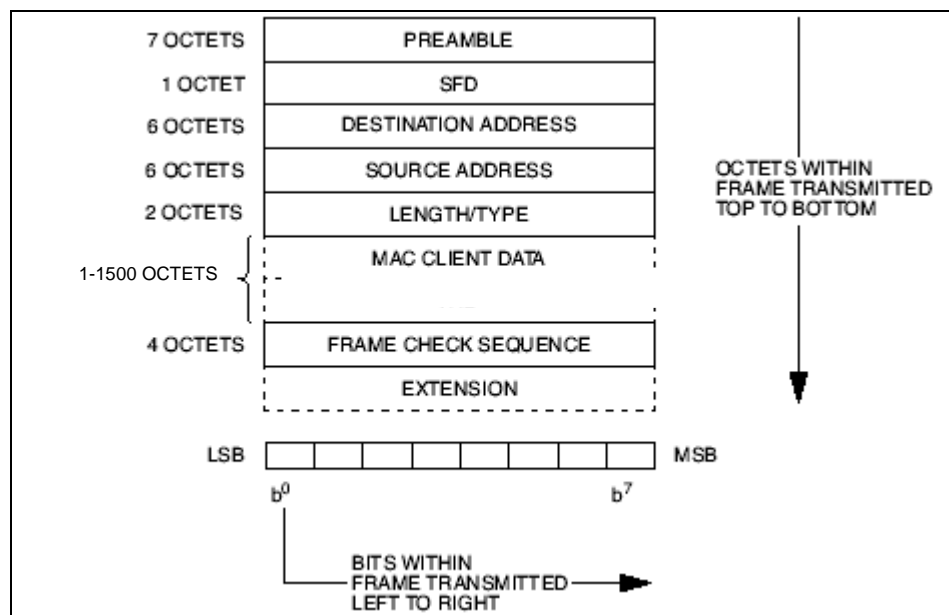 7 OCTETS PREAMBLE
1 OCTET SFD
6 OCTETS DESTINATION ADDRESS
6 OCTETS SOURCE ADDRESS
2 OCTETS LENGTH/TYPE
MAC CLIENT DATA
1-1500 OCTETS
4 OCTETS FRAME CHECK SEQUENCE
EXTENSION
OCTETS WITHIN
FRAME TRANSMITTED
TOP TO BOTTOM
LSB MSB
b0 b7
BITS WITHIN
FRAME TRANSMITTED
LEFT TO RIGHT